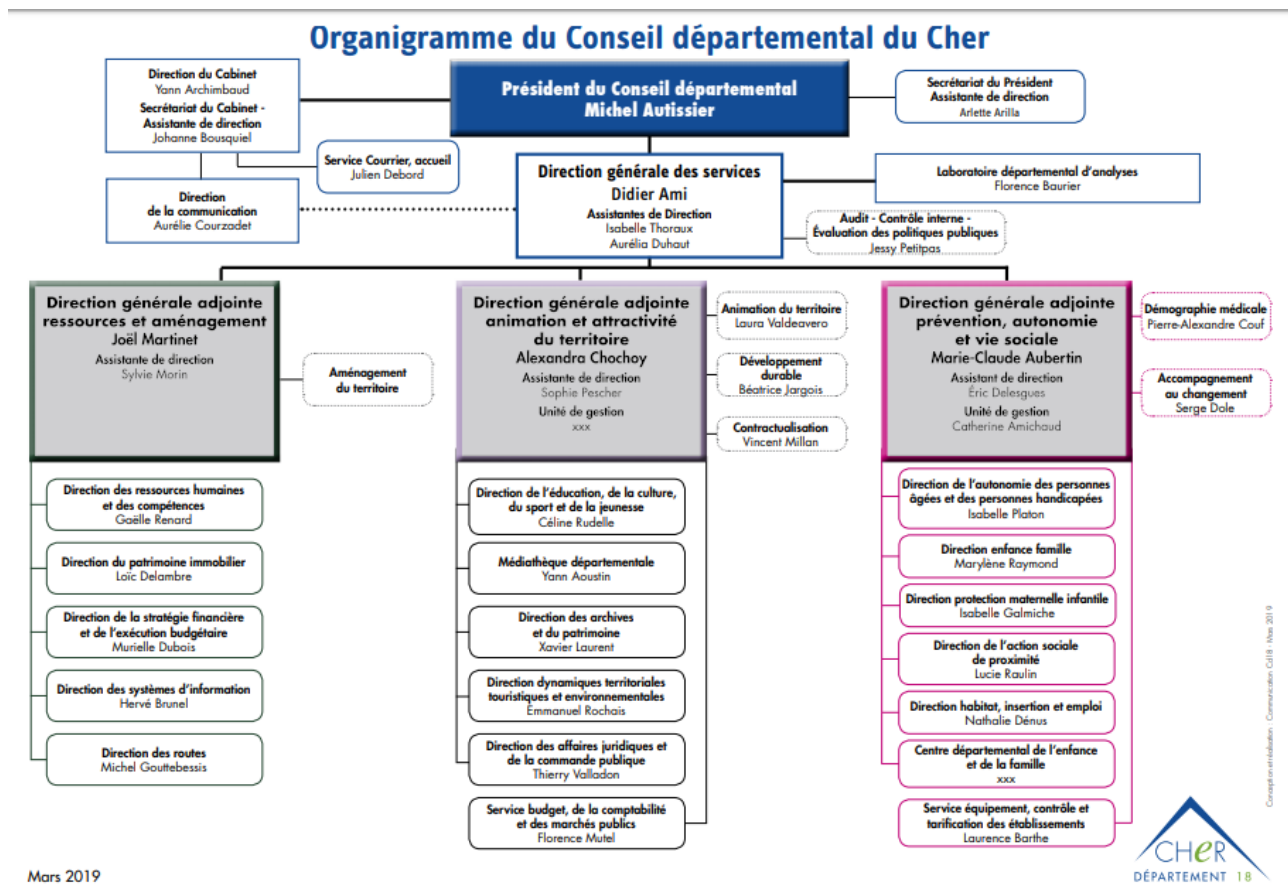 Organigramme du Conseil départemental du Cher
Direction du Cabinet
Yann Archimbaud
Secrétariat du Cabinet -
Assistante de direction
Johanne Bousquiel
Président du Conseil départemental
Michel Autissier
Secrétariat du Président
Assistante de direction
Arlette Arilla
Service Courrier, accueil
Julien Debord
Direction
de la communication
Aurélie Courzadet
Direction générale des services
Didier Ami
Assistantes de Direction
Isabelle Thoraux
Aurélia Duhaut
Laboratoire départemental d'analyses
Florence Baurier
Audit - Contrôle interne -
Évaluation des politiques publiques
Jessy Petitpas
Direction générale adjointe
ressources et aménagement
Joël Martinet
Assistante de direction
Sylvie Morin
Aménagement
du territoire
Direction des ressources humaines
et des compétences
Gaëlle Renard
Direction du patrimoine immobilier
Loïc Delambre
Direction de la stratégie financière
et de l'exécution budgétaire
Murielle Dubois
Direction des systèmes d'information
Hervé Brunel
Direction des routes
Michel Gouttebessis
Direction générale adjointe
animation et attractivité
du territoire
Alexandra Chochoy
Assistante de direction
Sophie Pescher
Unité de gestion
xxx
Animation du territoire
Laura Valdeavero
Développement
durable
Béatrice Jargois
Contractualisation
Vincent Millan
Direction de l'éducation, de la culture,
du sport et de la jeunesse
Céline Rudelle
Médiathèque départementale
Yann Aoustin
Direction des archives
et du patrimoine
Xavier Laurent
Direction dynamiques territoriales
touristiques et environnementales
Emmanuel Rochais
Direction des affaires juridiques et
de la commande publique
Thierry Valladon
Service budget, de la comptabilité
et des marchés publics
Florence Mutel
Direction générale adjointe
prévention, autonomie
et vie sociale
Marie-Claude Aubertin
Assistant de direction
Éric Delesgues
Unité de gestion
Catherine Amichaud
Démographie médicale
Pierre-Alexandre Couf
Accompagnement
au changement
Serge Dole
Direction de l'autonomie des personnes
âgées et des personnes handicapées
Isabelle Platon
Direction enfance famille
Marylène Raymond
Direction protection maternelle infantile
Isabelle Galmiche
Direction de l'action sociale
de proximité
Lucie Raulin
Direction habitat, insertion et emploi
Nathalie Dénus
Centre départemental de l'enfance
et de la famille
xxx
Service équipement, contrôle et
tarification des établissements
Laurence Barthe
Conception et réalisation : Communication Cd18 - Mars 2019
CHeR
DÉPARTEMENT 18
Mars 2019